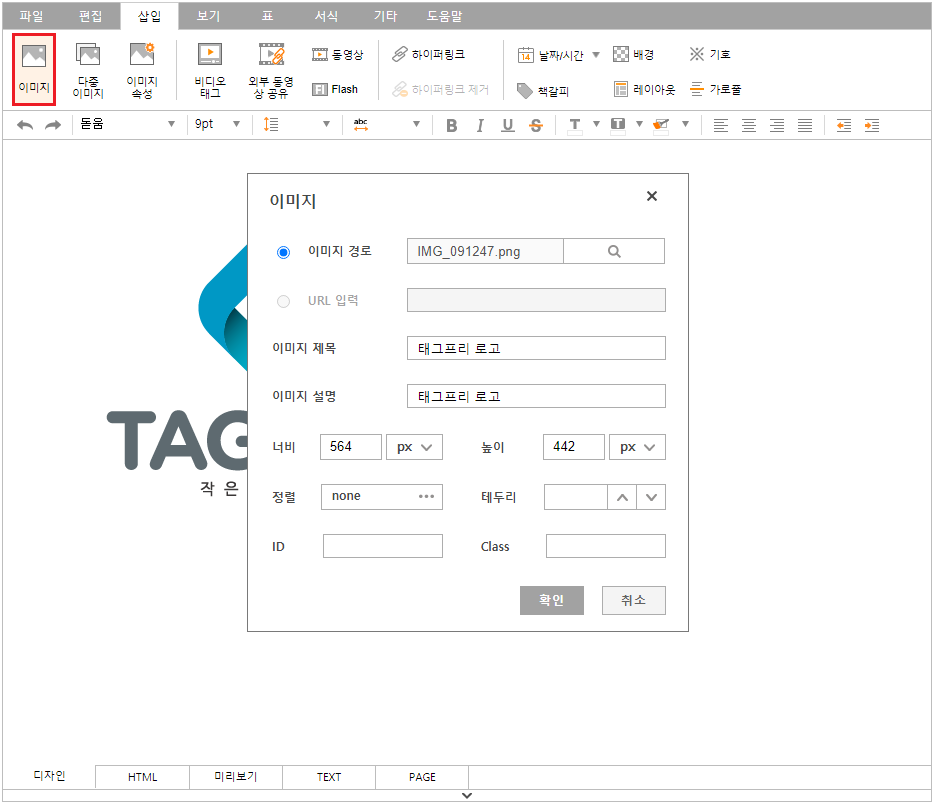 파일 편집 삽입 보기 표 서식 기타 도움말
이미지 다중 이미지 이미지 속성 비디오 태그 외부 동영상 공유 동영상 하이퍼링크 날짜/시간 배경 기호
Flash 하이퍼링크 제거 책갈피 레이아웃 가로줄
돋움 9pt abc B I U S T T
이미지
이미지 경로 IMG_091247.png
URL 입력
이미지 제목 태그프리 로고
이미지 설명 태그프리 로고
너비 564 px 높이 442 px
정렬 none 테두리
ID Class
확인 취소
TAG
작 은
디자인 HTML 미리보기 TEXT PAGE